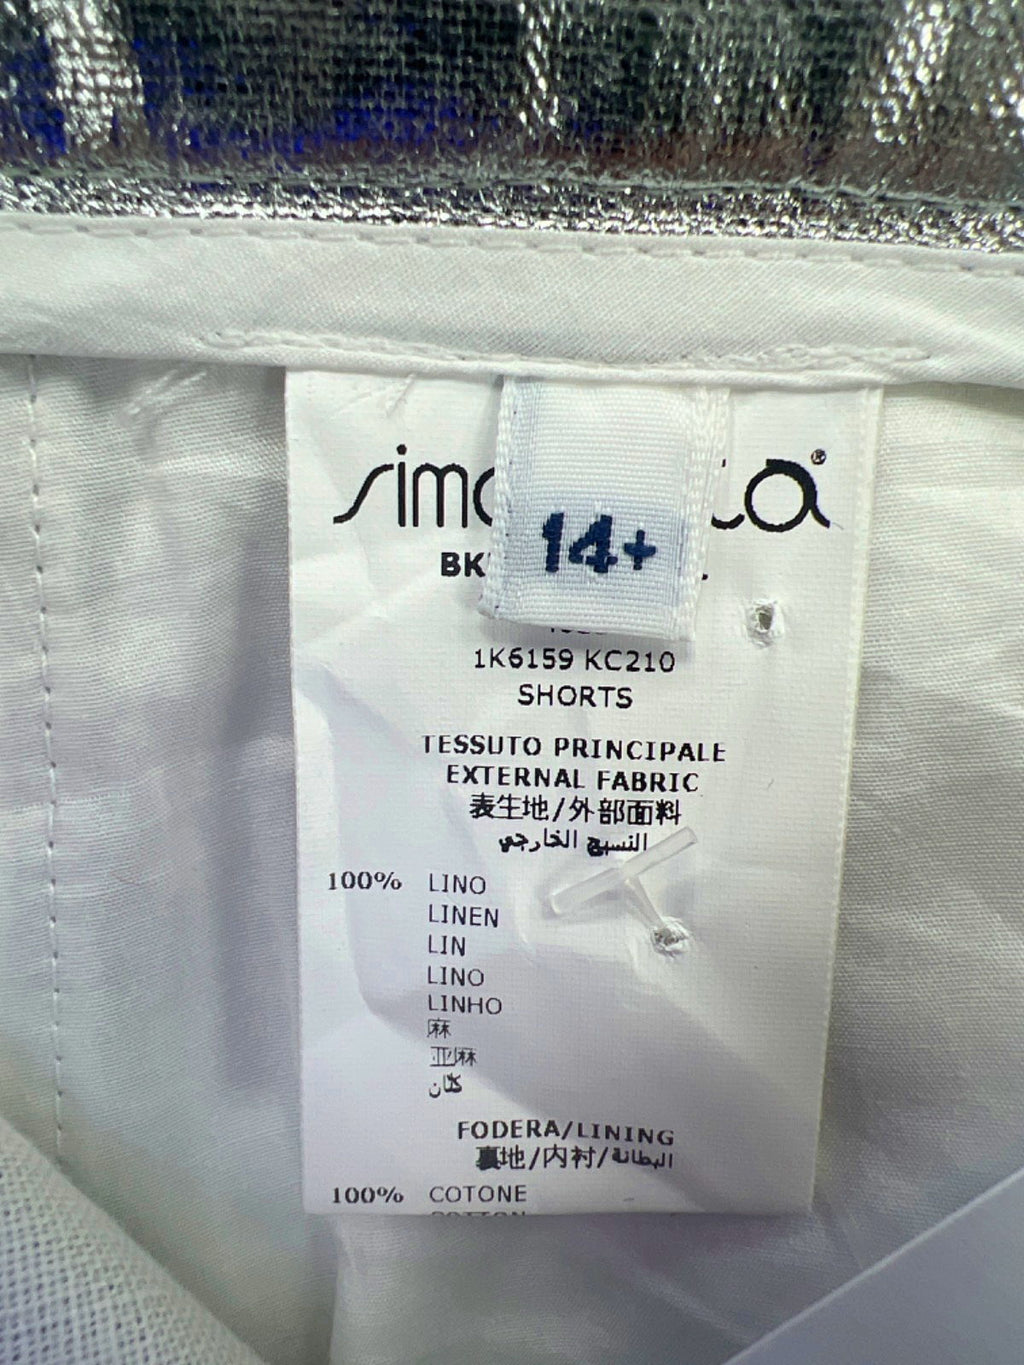 14+
1K6159 KC210
SHORTS
TESSUTO PRINCIPALE
EXTERNAL FABRIC
表生地/外部面料
النسيج الخارجي
100% LINO
LINEN
LIN
LINO
LINHO
麻
亚麻
كتان
FODERA/LINING
裏地/内衬/البطانة
100% COTONE
COTTON